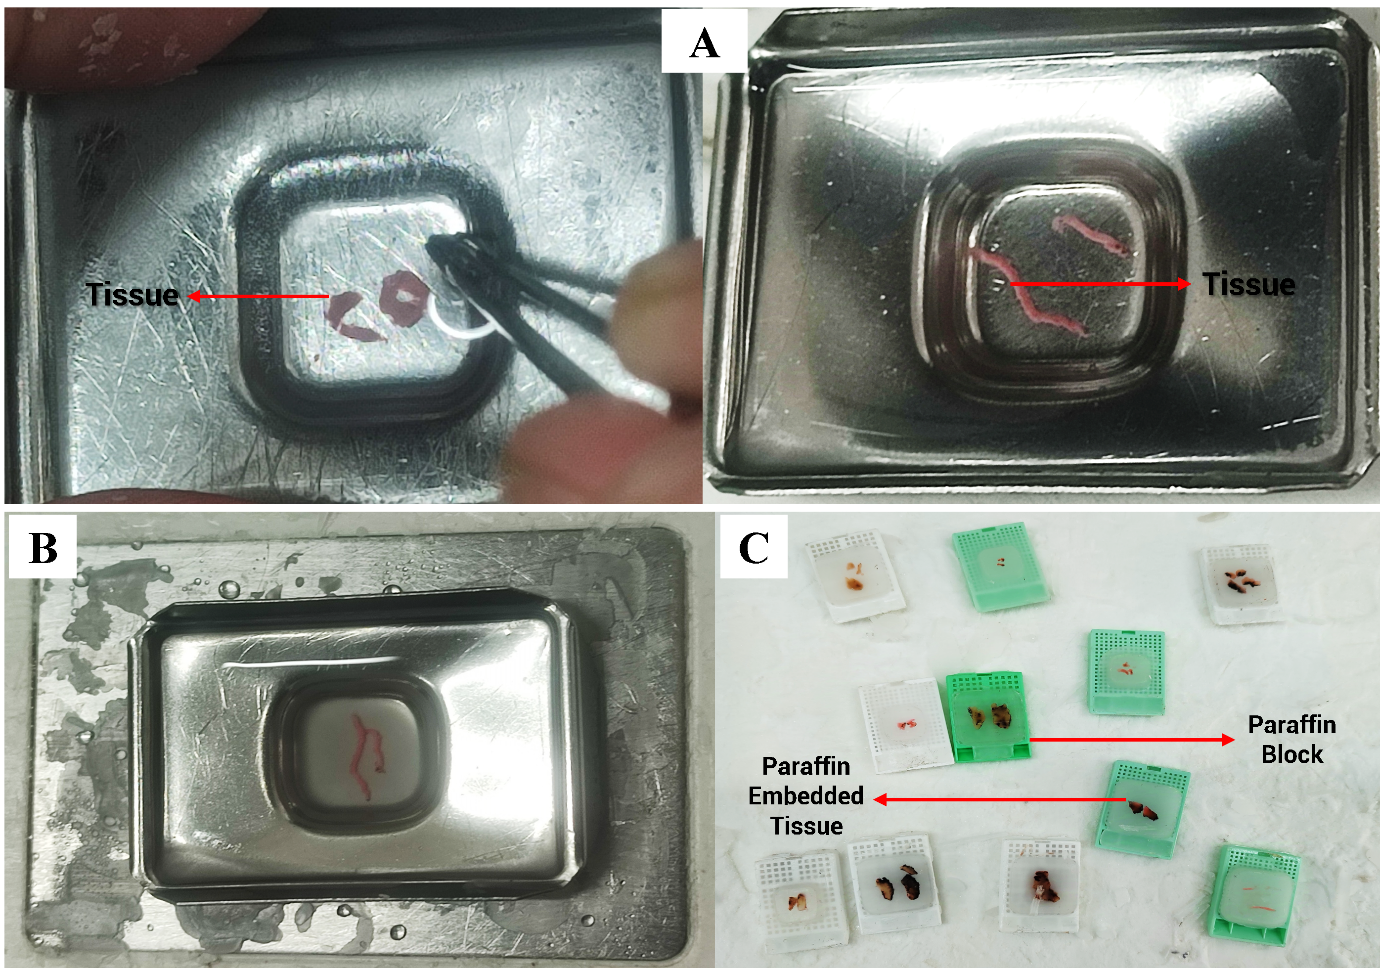 A
Tissue
Tissue
B
C
Paraffin
Block
Paraffin
Embedded
Tissue